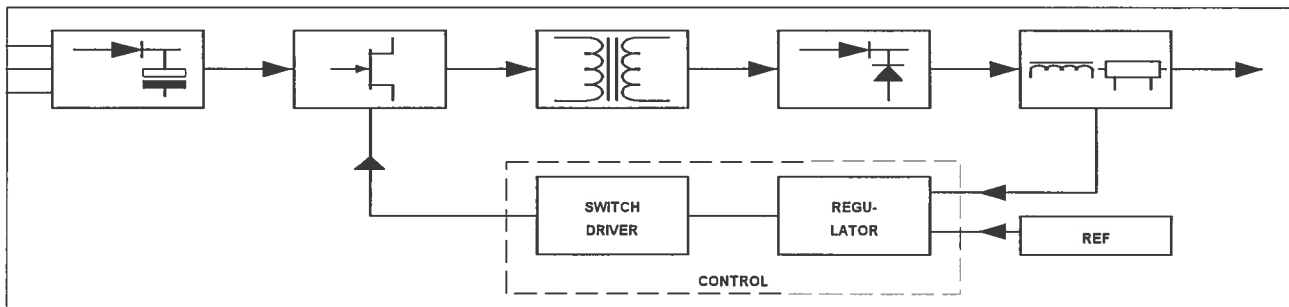 SWITCH
DRIVER
REGU-
LATOR
REF
CONTROL